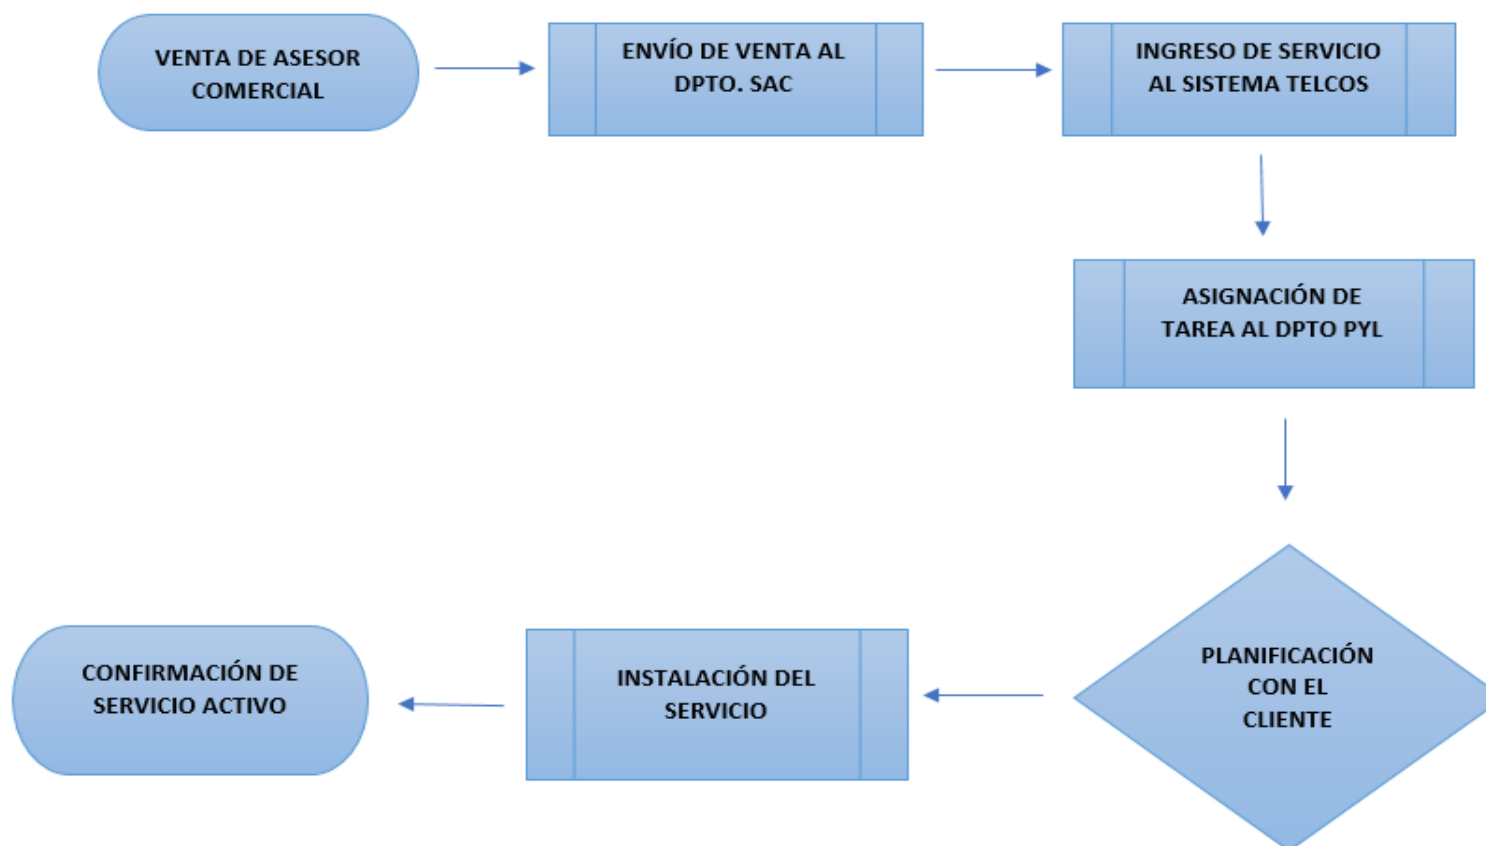 VENTA DE ASESOR
COMERCIAL
ENVÍO DE VENTA AL
DPTO. SAC
INGRESO DE SERVICIO
AL SISTEMA TELCOS
ASIGNACIÓN DE
TAREA AL DPTO PYL
PLANIFICACIÓN
CON EL
CLIENTE
INSTALACIÓN DEL
SERVICIO
CONFIRMACIÓN DE
SERVICIO ACTIVO